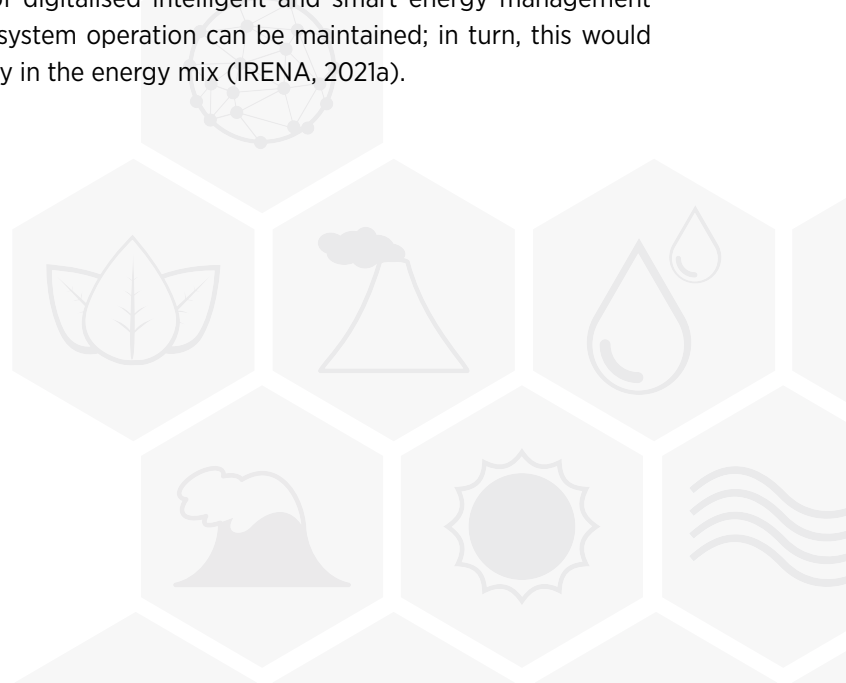 of digitalised intelligent and smart energy management
system operation can be maintained; in turn, this would
y in the energy mix (IRENA, 2021a).